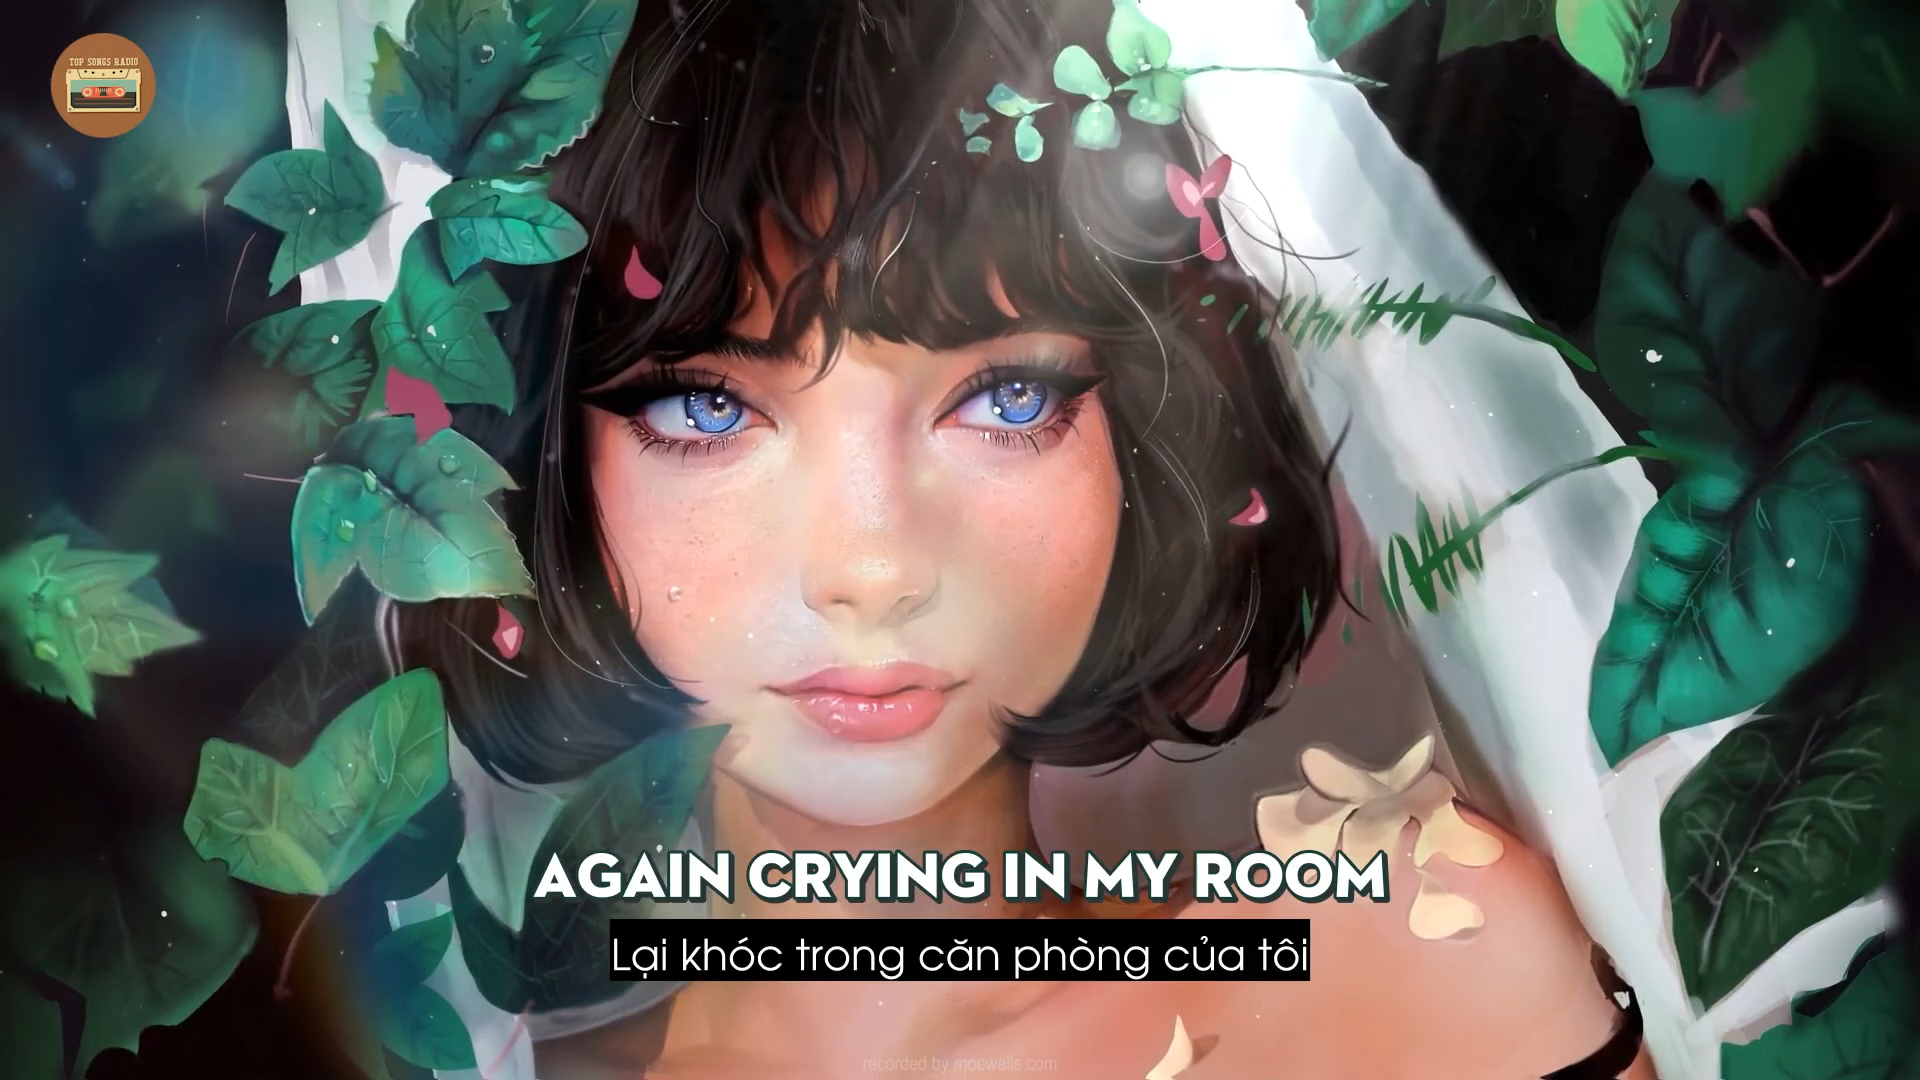 TOP SONGS RADIO
AGAIN CRYING IN MY ROOM
Lại khóc trong căn phòng của tôi
recorded by moewalls.com